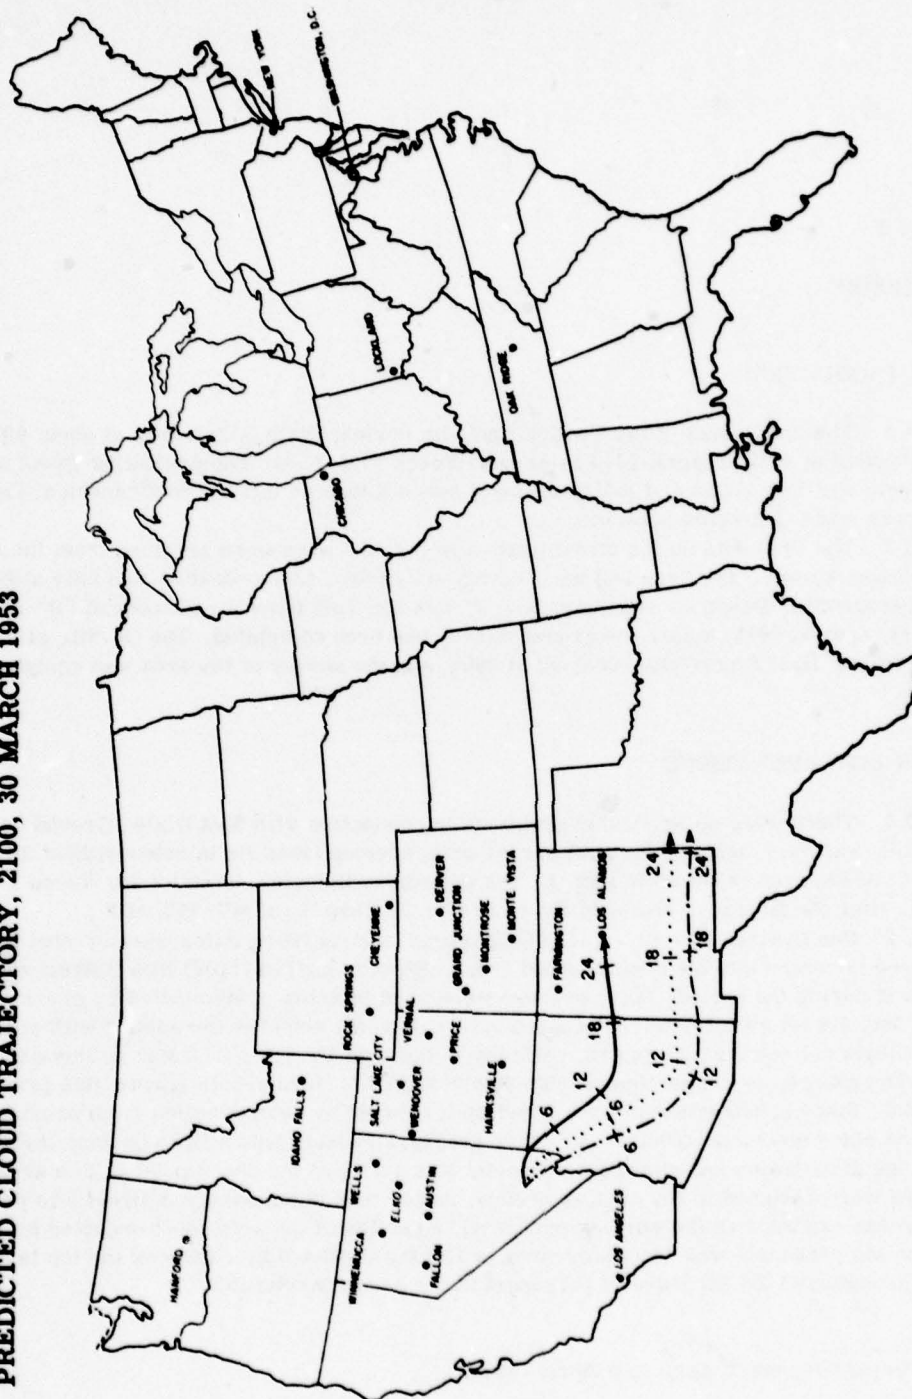 PREDICTED CLOUD TRAJECTORY, 2100, 30 MARCH 1953
HANFORD
NEW YORK
WASHINGTON, D.C.
IDAHO FALLS
CHICAGO
LOCKLAND
WINNEMUCCA
WELLS
SALT LAKE CITY
ROCK SPRINGS
CHEYENNE
ELKO
WENDOVER
VERNAL
DENVER
FALLON
AUSTIN
PRICE
GRAND JUNCTION
MONTROSE
MONTE VISTA
OAK RIDGE
HANKSVILLE
FARMINGTON
LOS ALAMOS
LOS ANGELES
6
12
18
24
6
12
18
24
6
12
18
24